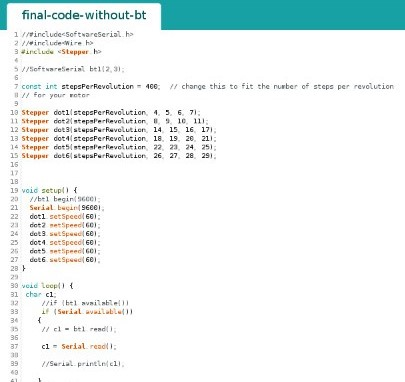 final-code-without-bt
1 //#include<SoftwareSerial.h>
2 //#include<Wire.h>
3 #include <Stepper.h>
4
5 //SoftwareSerial bt1(2,3);
6
7 const int stepsPerRevolution = 400;  // change this to fit the number of steps per revolution
8 // for your motor
9
10 Stepper dot1(stepsPerRevolution, 4, 5, 6, 7);
11 Stepper dot2(stepsPerRevolution, 8, 9, 10, 11);
12 Stepper dot3(stepsPerRevolution, 14, 15, 16, 17);
13 Stepper dot4(stepsPerRevolution, 18, 19, 20, 21);
14 Stepper dot5(stepsPerRevolution, 22, 23, 24, 25);
15 Stepper dot6(stepsPerRevolution, 26, 27, 28, 29);
16
17
18
19 void setup() {
20 //bt1.begin(9600);
21 Serial.begin(9600);
22 dot1.setSpeed(60);
23 dot2.setSpeed(60);
24 dot3.setSpeed(60);
25 dot4.setSpeed(60);
26 dot5.setSpeed(60);
27 dot6.setSpeed(60);
28 }
29
30 void loop() {
31 char c1;
32 //if (bt1.available())
33 if (Serial.available())
34 {
35 // c1 = bt1.read();
36
37 c1 = Serial.read();
38
39 //Serial.println(c1);
40
41 }